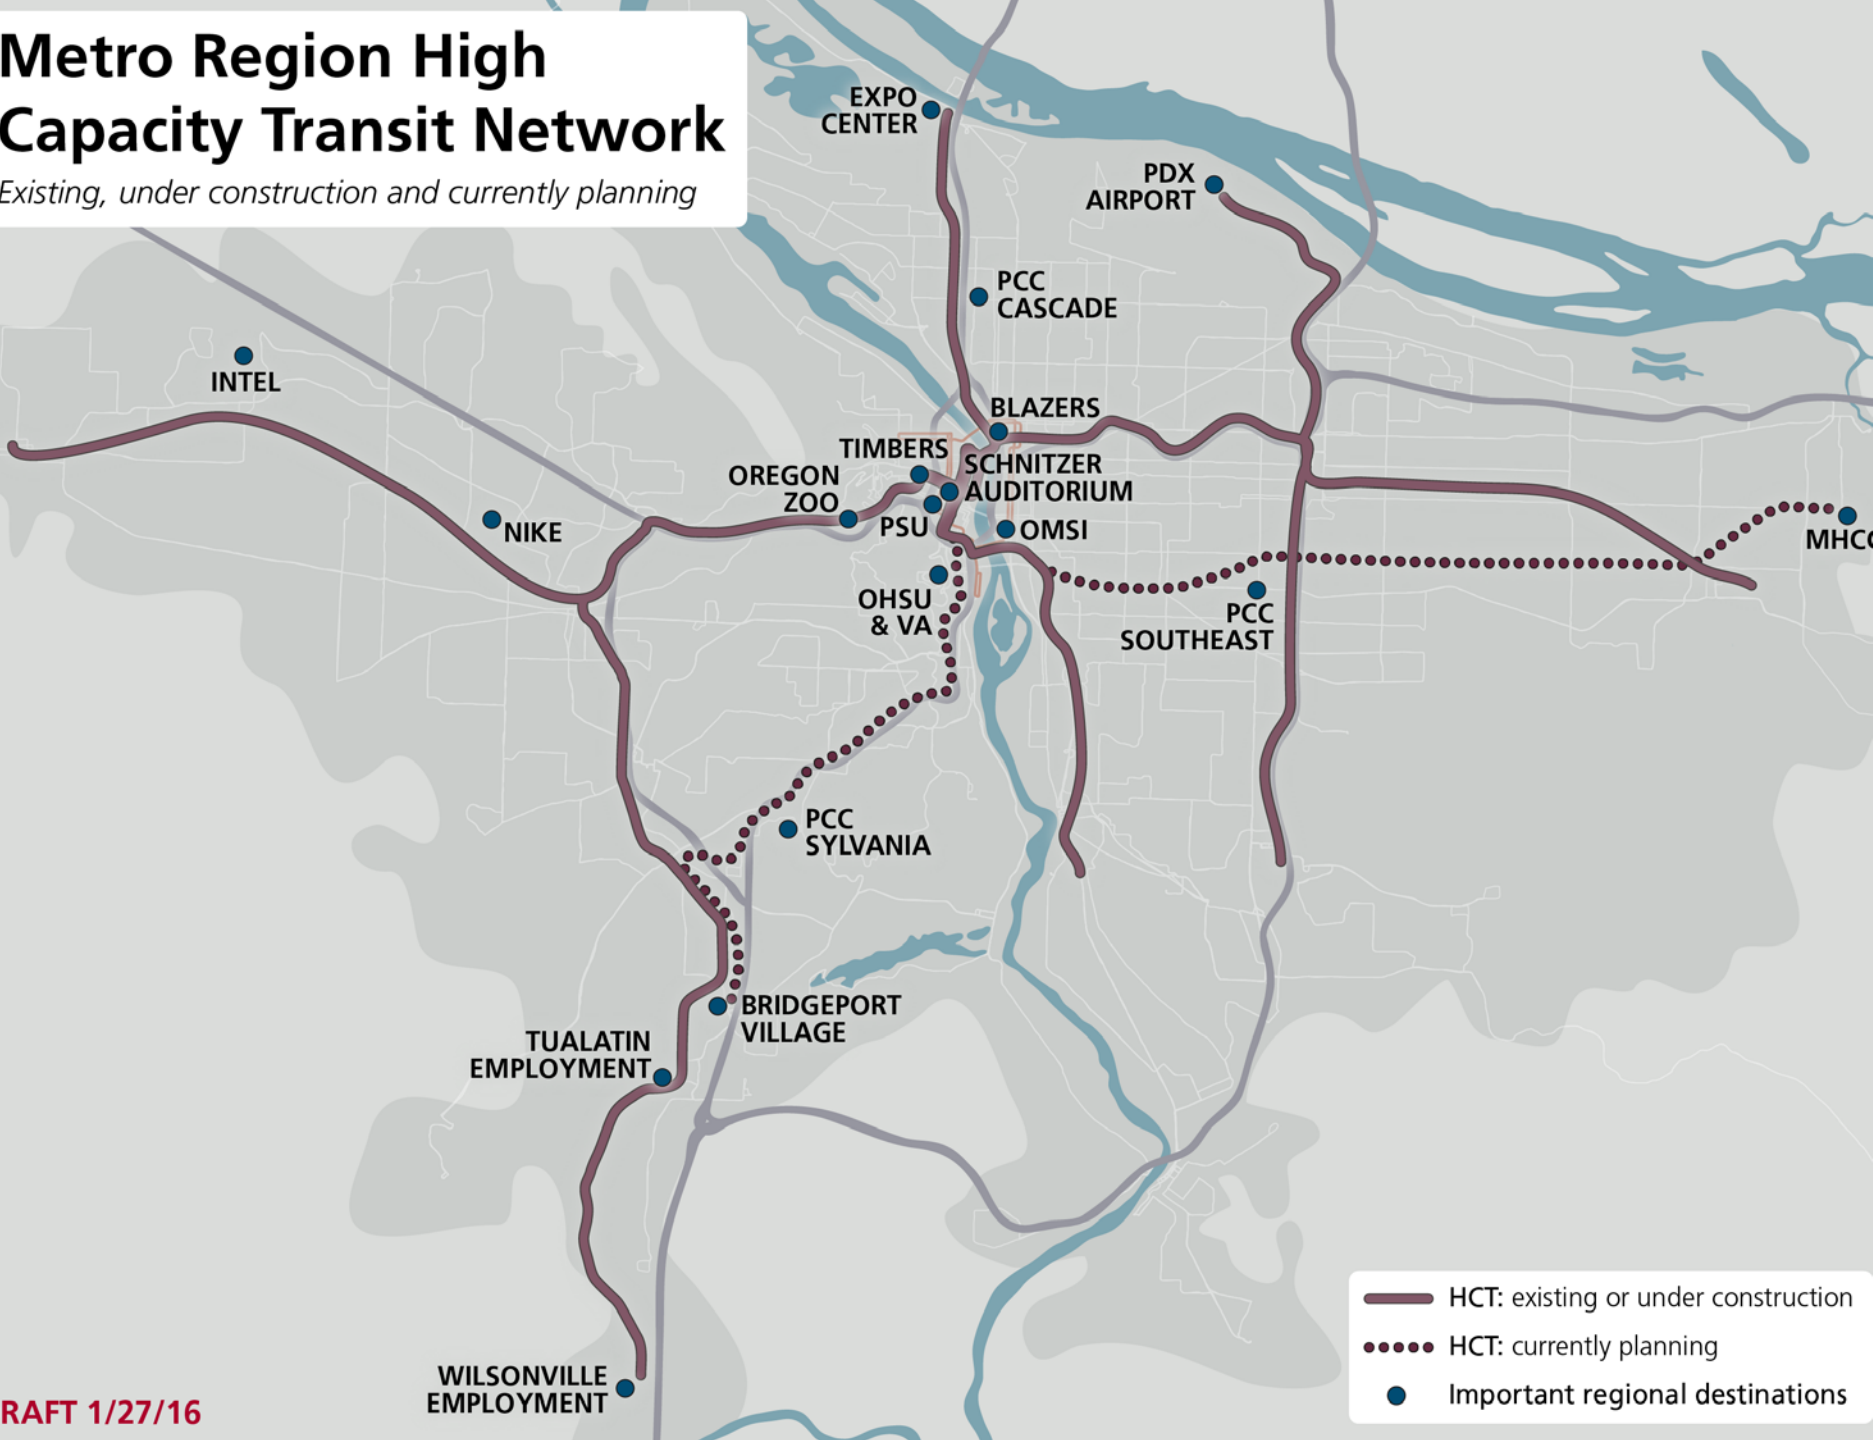 Metro Region High
Capacity Transit Network
Existing, under construction and currently planning
EXPO
CENTER
PDX
AIRPORT
PCC
CASCADE
INTEL
BLAZERS
TIMBERS
SCHNITZER
AUDITORIUM
OREGON
ZOO
PSU
OMSI
NIKE
MHCC
OHSU
& VA
PCC
SOUTHEAST
PCC
SYLVANIA
BRIDGEPORT
VILLAGE
TUALATIN
EMPLOYMENT
WILSONVILLE
EMPLOYMENT
HCT: existing or under construction
HCT: currently planning
Important regional destinations
RAFT 1/27/16